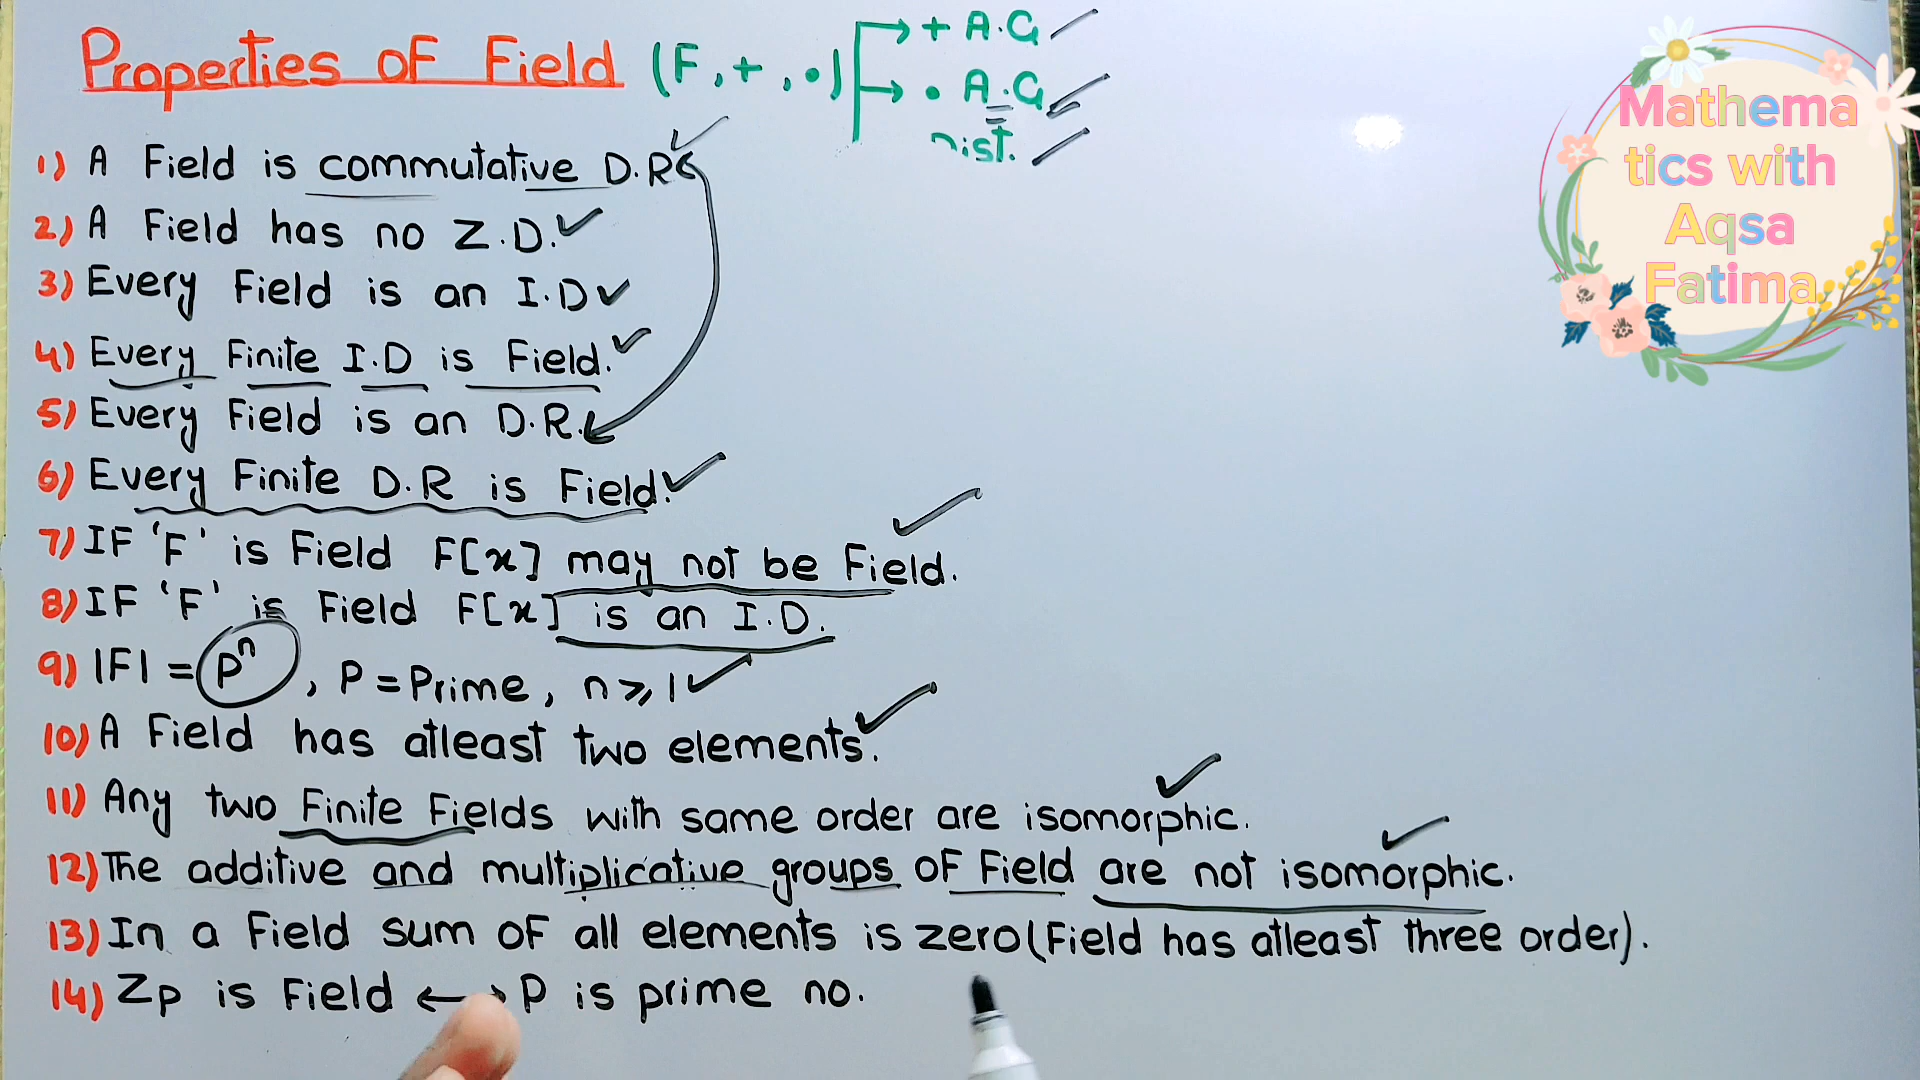 Properties of Field (F, +, •) → + A.G
→ • A.G
Dist.
1) A Field is commutative D.R
2) A Field has no Z.D.
3) Every Field is an I.D
4) Every Finite I.D is Field.
5) Every Field is an D.R.
6) Every Finite D.R is Field.
7) IF 'F' is Field F[x] may not be Field.
8) IF 'F' is Field F[x] is an I.D.
9) |F| = pⁿ, P = Prime, n ⩾ 1
10) A Field has atleast two elements.
11) Any two Finite Fields with same order are isomorphic.
12) The additive and multiplicative groups of Field are not isomorphic.
13) In a Field sum of all elements is zero (Field has atleast three order).
14) Zp is Field ↔ P is prime no.
Mathema
tics with
Aqsa
Fatima